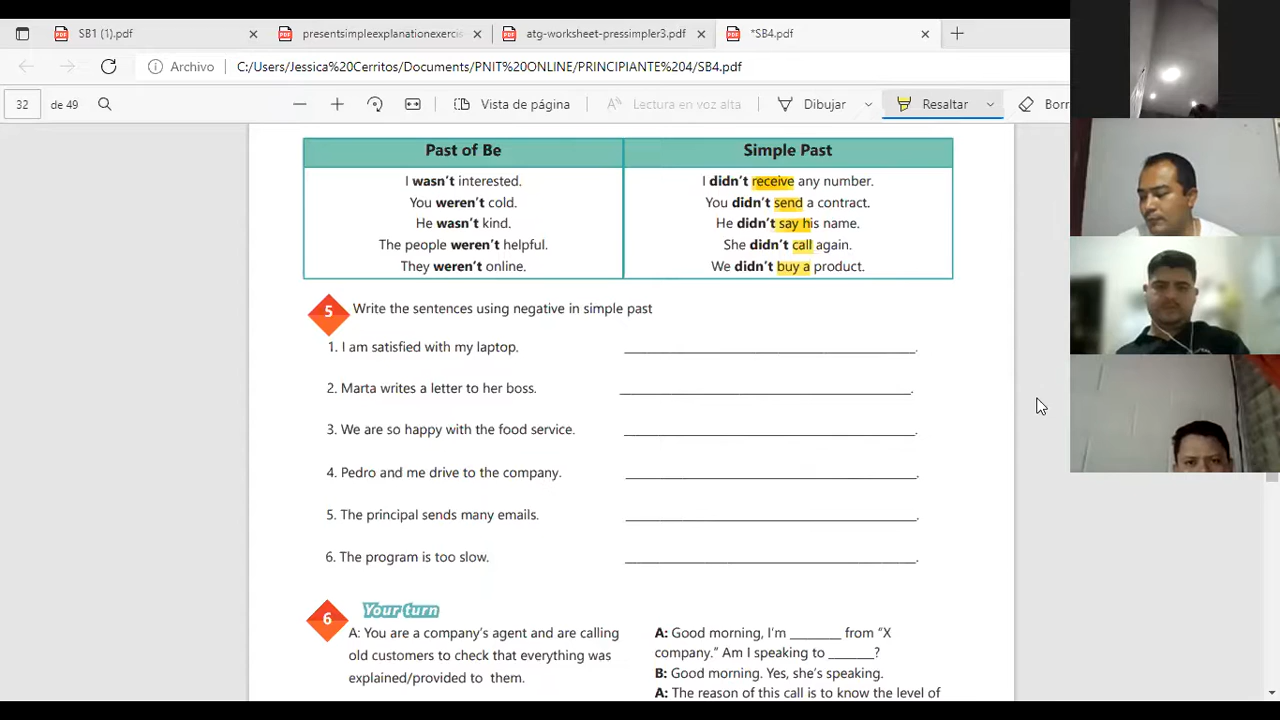 SB1 (1).pdf
presentsimpleexplanationexercis
atg-worksheet-pressimpler3.pdf
*SB4.pdf
Archivo
C:/Users/Jessica%20Cerritos/Documents/PNIT%20ONLINE/PRINCIPIANTE%204/SB4.pdf
32 de 49
Vista de página
Lectura en voz alta
Dibujar
Resaltar
Borr
Past of Be
Simple Past
I wasn't interested.
I didn't receive any number.
You weren't cold.
You didn't send a contract.
He wasn't kind.
He didn't say his name.
The people weren't helpful.
She didn't call again.
They weren't online.
We didn't buy a product.
5 Write the sentences using negative in simple past
1. I am satisfied with my laptop. ____________________.
2. Marta writes a letter to her boss. ____________________.
3. We are so happy with the food service. ____________________.
4. Pedro and me drive to the company. ____________________.
5. The principal sends many emails. ____________________.
6. The program is too slow. ____________________.
6 Your turn
A: You are a company's agent and are calling
old customers to check that everything was
explained/provided to them.
A: Good morning, I'm ________ from "X
company." Am I speaking to _______?
B: Good morning. Yes, she's speaking.
A: The reason of this call is to know the level of